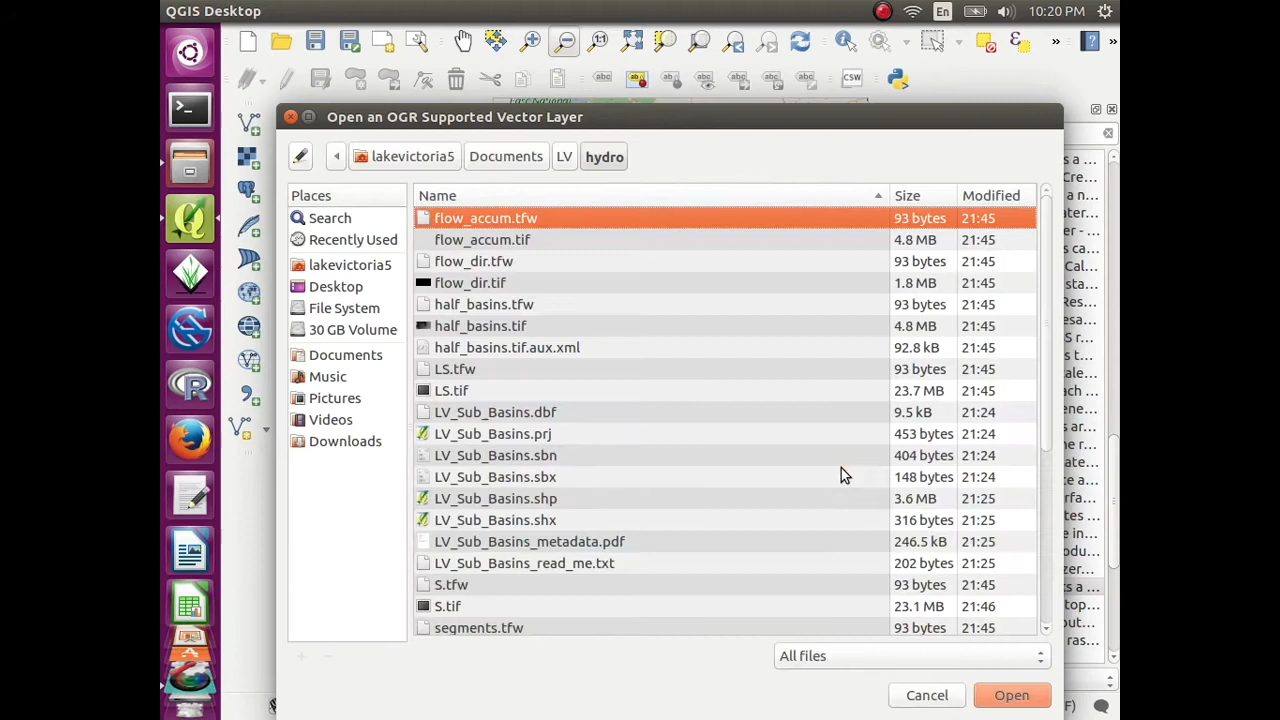 QGIS Desktop
En
10:20 PM
CSW
Open an OGR Supported Vector Layer
lakevictoria5 Documents LV hydro
Places
Search
Recently Used
lakevictoria5
Desktop
File System
30 GB Volume
Documents
Music
Pictures
Videos
Downloads
Name Size Modified
flow_accum.tfw 93 bytes 21:45
flow_accum.tif 4.8 MB 21:45
flow_dir.tfw 93 bytes 21:45
flow_dir.tif 1.8 MB 21:45
half_basins.tfw 93 bytes 21:45
half_basins.tif 4.8 MB 21:45
half_basins.tif.aux.xml 92.8 kB 21:45
LS.tfw 93 bytes 21:45
LS.tif 23.7 MB 21:45
LV_Sub_Basins.dbf 9.5 kB 21:24
LV_Sub_Basins.prj 453 bytes 21:24
LV_Sub_Basins.sbn 404 bytes 21:24
LV_Sub_Basins.sbx 148 bytes 21:24
LV_Sub_Basins.shp 3.6 MB 21:25
LV_Sub_Basins.shx 316 bytes 21:25
LV_Sub_Basins_metadata.pdf 246.5 kB 21:25
LV_Sub_Basins_read_me.txt 202 bytes 21:25
S.tfw 93 bytes 21:45
S.tif 23.1 MB 21:46
segments.tfw 93 bytes 21:45
All files
Cancel Open